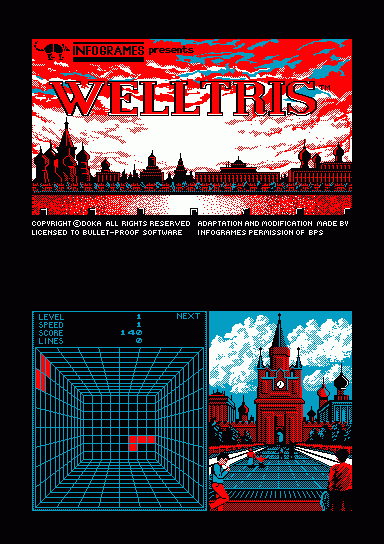 INFOGRAMES presents
WELLTRIS
COPYRIGHT ©DOKA ALL RIGHTS RESERVED
LICENSED TO BULLET-PROOF SOFTWARE
ADAPTATION AND MODIFICATION MADE BY
INFOGRAMES PERMISSION OF BPS
LEVEL 1 NEXT
SPEED 1
SCORE 140
LINES 0